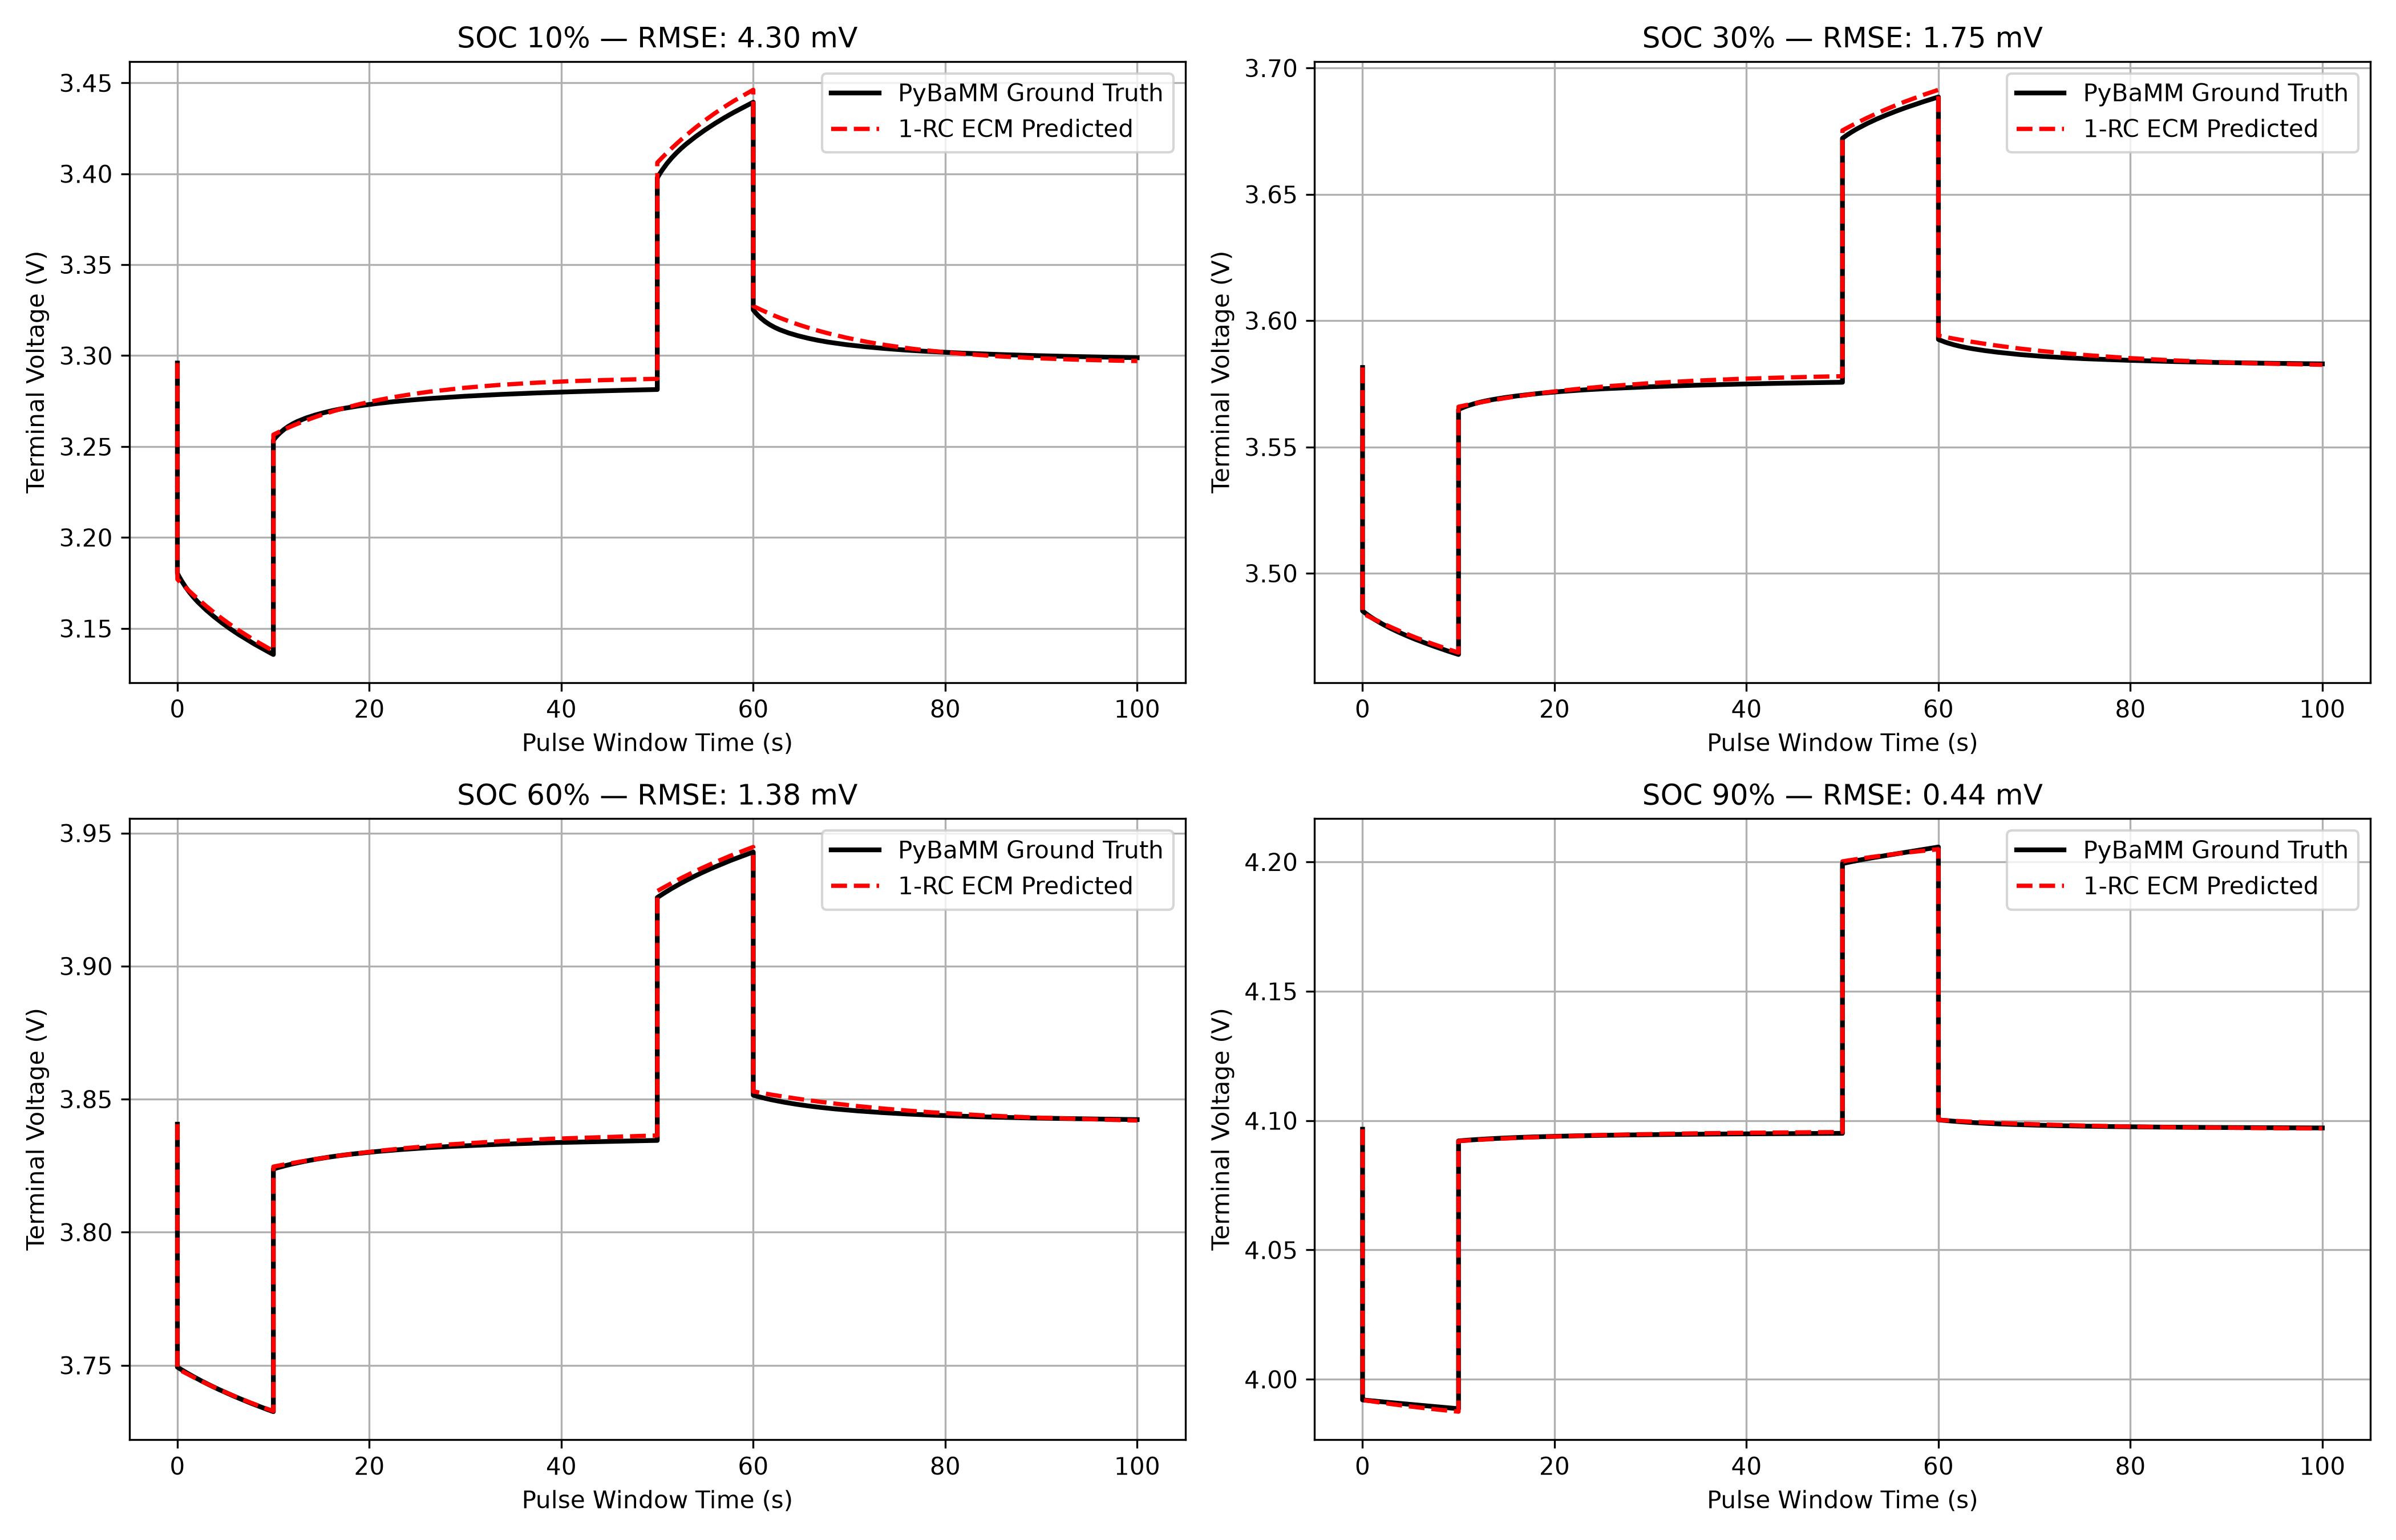 SOC 10% — RMSE: 4.30 mV
Terminal Voltage (V)
3.45
3.40
3.35
3.30
3.25
3.20
3.15
PyBaMM Ground Truth
1-RC ECM Predicted
0 20 40 60 80 100
Pulse Window Time (s)
SOC 30% — RMSE: 1.75 mV
Terminal Voltage (V)
3.70
3.65
3.60
3.55
3.50
PyBaMM Ground Truth
1-RC ECM Predicted
0 20 40 60 80 100
Pulse Window Time (s)
SOC 60% — RMSE: 1.38 mV
Terminal Voltage (V)
3.95
3.90
3.85
3.80
3.75
PyBaMM Ground Truth
1-RC ECM Predicted
0 20 40 60 80 100
Pulse Window Time (s)
SOC 90% — RMSE: 0.44 mV
Terminal Voltage (V)
4.20
4.15
4.10
4.05
4.00
PyBaMM Ground Truth
1-RC ECM Predicted
0 20 40 60 80 100
Pulse Window Time (s)